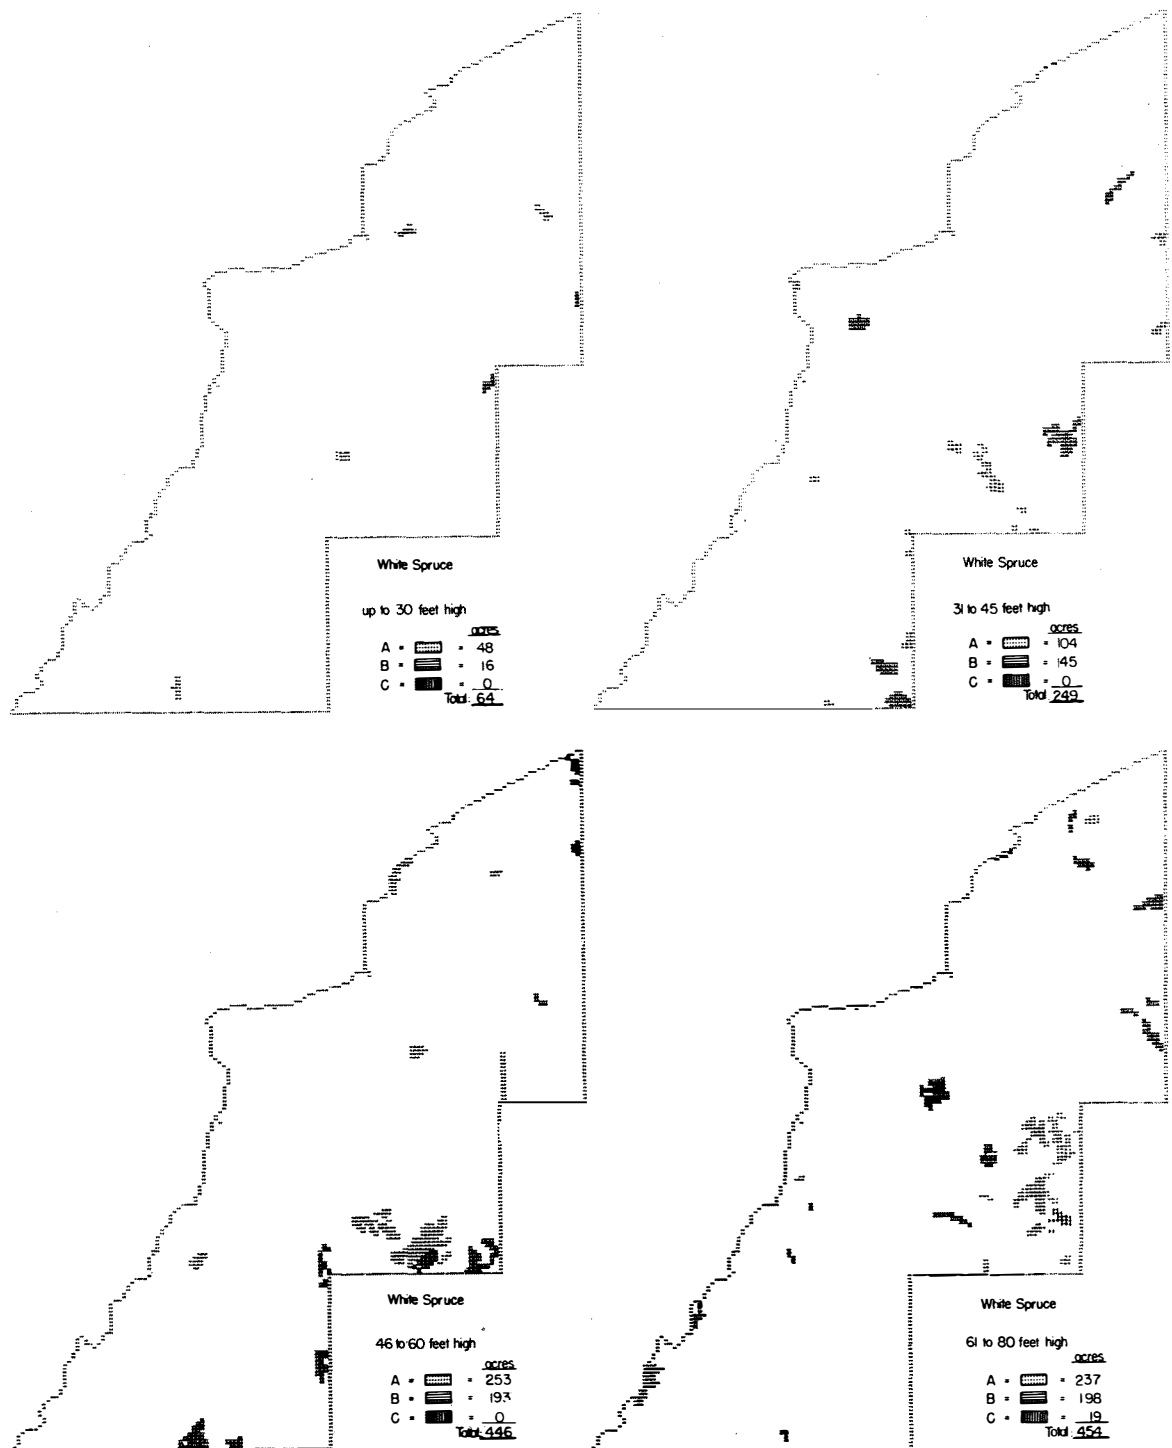 White Spruce
up to 30 feet high
acres
A = = 48
B = = 16
C = = 0
Total: 64
White Spruce
31 to 45 feet high
acres
A = = 104
B = = 145
C = = 0
Total 249
White Spruce
46 to 60 feet high
acres
A = = 253
B = = 193
C = = 0
Total: 446
White Spruce
61 to 80 feet high
acres
A = = 237
B = = 198
C = = 19
Total: 454